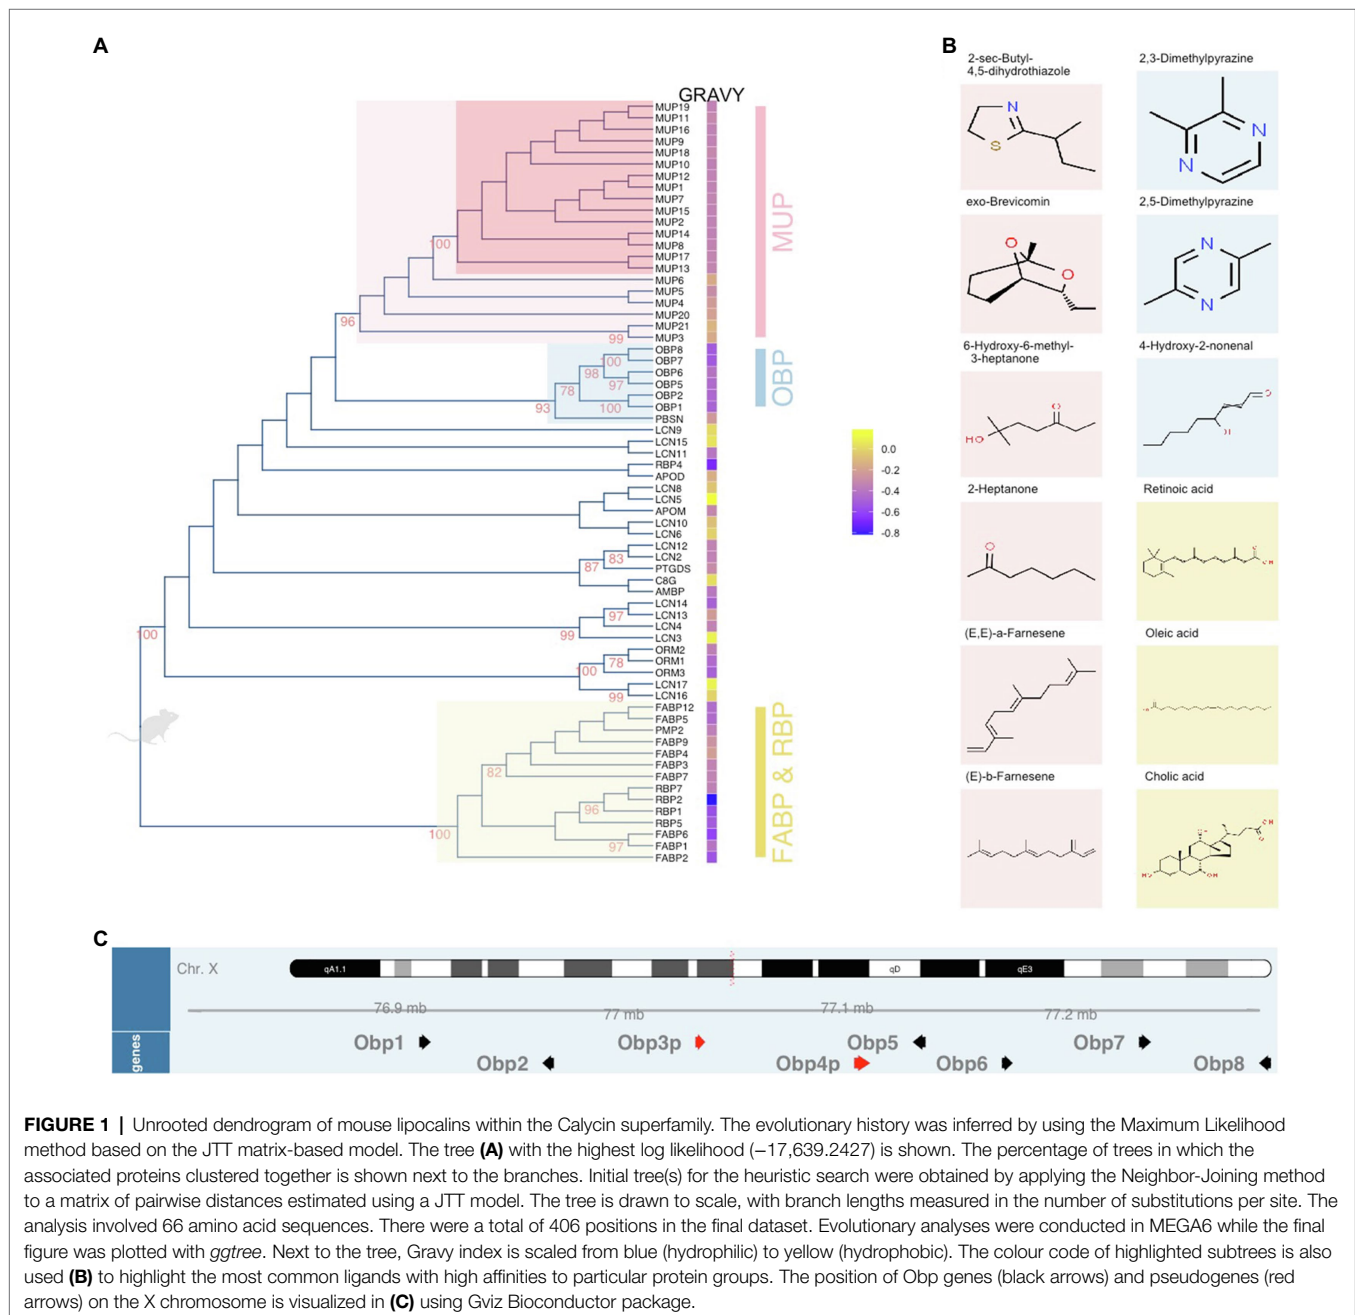 A
GRAVY
MUP19
MUP11
MUP16
MUP9
MUP18
MUP10
MUP12
MUP1
MUP7
MUP15
MUP2
MUP14
MUP8
MUP17
MUP13
MUP6
MUP5
MUP4
MUP20
MUP21
MUP3
OBP8
OBP7
OBP6
OBP5
OBP2
OBP1
PBSN
LCN9
LCN15
LCN11
RBP4
APOD
LCN8
LCN5
APOM
LCN10
LCN6
LCN12
LCN2
PTGDS
C8G
AMBP
LCN14
LCN13
LCN4
LCN3
ORM2
ORM1
ORM3
LCN17
LCN16
FABP12
FABP5
PMP2
FABP9
FABP4
FABP3
FABP7
RBP7
RBP2
RBP1
RBP5
FABP6
FABP1
FABP2
100
96
99
100
98
97
78
93
100
83
87
97
99
100
78
100
99
82
96
100
97
MUP
OBP
FABP & RBP
0.0
-0.2
-0.4
-0.6
-0.8
B
2-sec-Butyl-
4,5-dihydrothiazole
N
S
2,3-Dimethylpyrazine
N
N
exo-Brevicomin
O
O
2,5-Dimethylpyrazine
N
N
6-Hydroxy-6-methyl-
3-heptanone
O
HO
4-Hydroxy-2-nonenal
2-Heptanone
O
Retinoic acid
(E,E)-a-Farnesene
Oleic acid
(E)-b-Farnesene
Cholic acid
OH
C
Chr. X
qA1.1
qD
qE3
76.9 mb
77 mb
77.1 mb
77.2 mb
genes
Obp1
Obp2
Obp3p
Obp4p
Obp5
Obp6
Obp7
Obp8
FIGURE 1 | Unrooted dendrogram of mouse lipocalins within the Calycin superfamily. The evolutionary history was inferred by using the Maximum Likelihood
method based on the JTT matrix-based model. The tree (A) with the highest log likelihood (−17,639.2427) is shown. The percentage of trees in which the
associated proteins clustered together is shown next to the branches. Initial tree(s) for the heuristic search were obtained by applying the Neighbor-Joining method
to a matrix of pairwise distances estimated using a JTT model. The tree is drawn to scale, with branch lengths measured in the number of substitutions per site. The
analysis involved 66 amino acid sequences. There were a total of 406 positions in the final dataset. Evolutionary analyses were conducted in MEGA6 while the final
figure was plotted with ggtree. Next to the tree, Gravy index is scaled from blue (hydrophilic) to yellow (hydrophobic). The colour code of highlighted subtrees is also
used (B) to highlight the most common ligands with high affinities to particular protein groups. The position of Obp genes (black arrows) and pseudogenes (red
arrows) on the X chromosome is visualized in (C) using Gviz Bioconductor package.